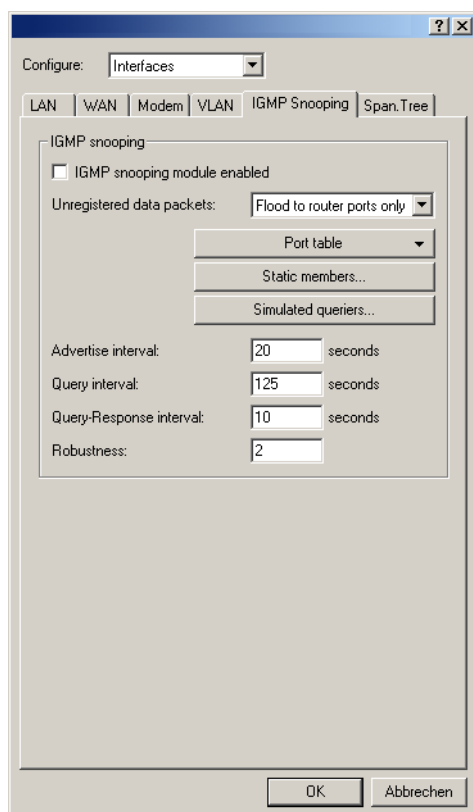 Configure: Interfaces
LAN WAN Modem VLAN IGMP Snooping Span.Tree
IGMP snooping
IGMP snooping module enabled
Unregistered data packets: Flood to router ports only
Port table
Static members...
Simulated queriers...
Advertise interval: 20 seconds
Query interval: 125 seconds
Query-Response interval: 10 seconds
Robustness: 2
OK Abbrechen